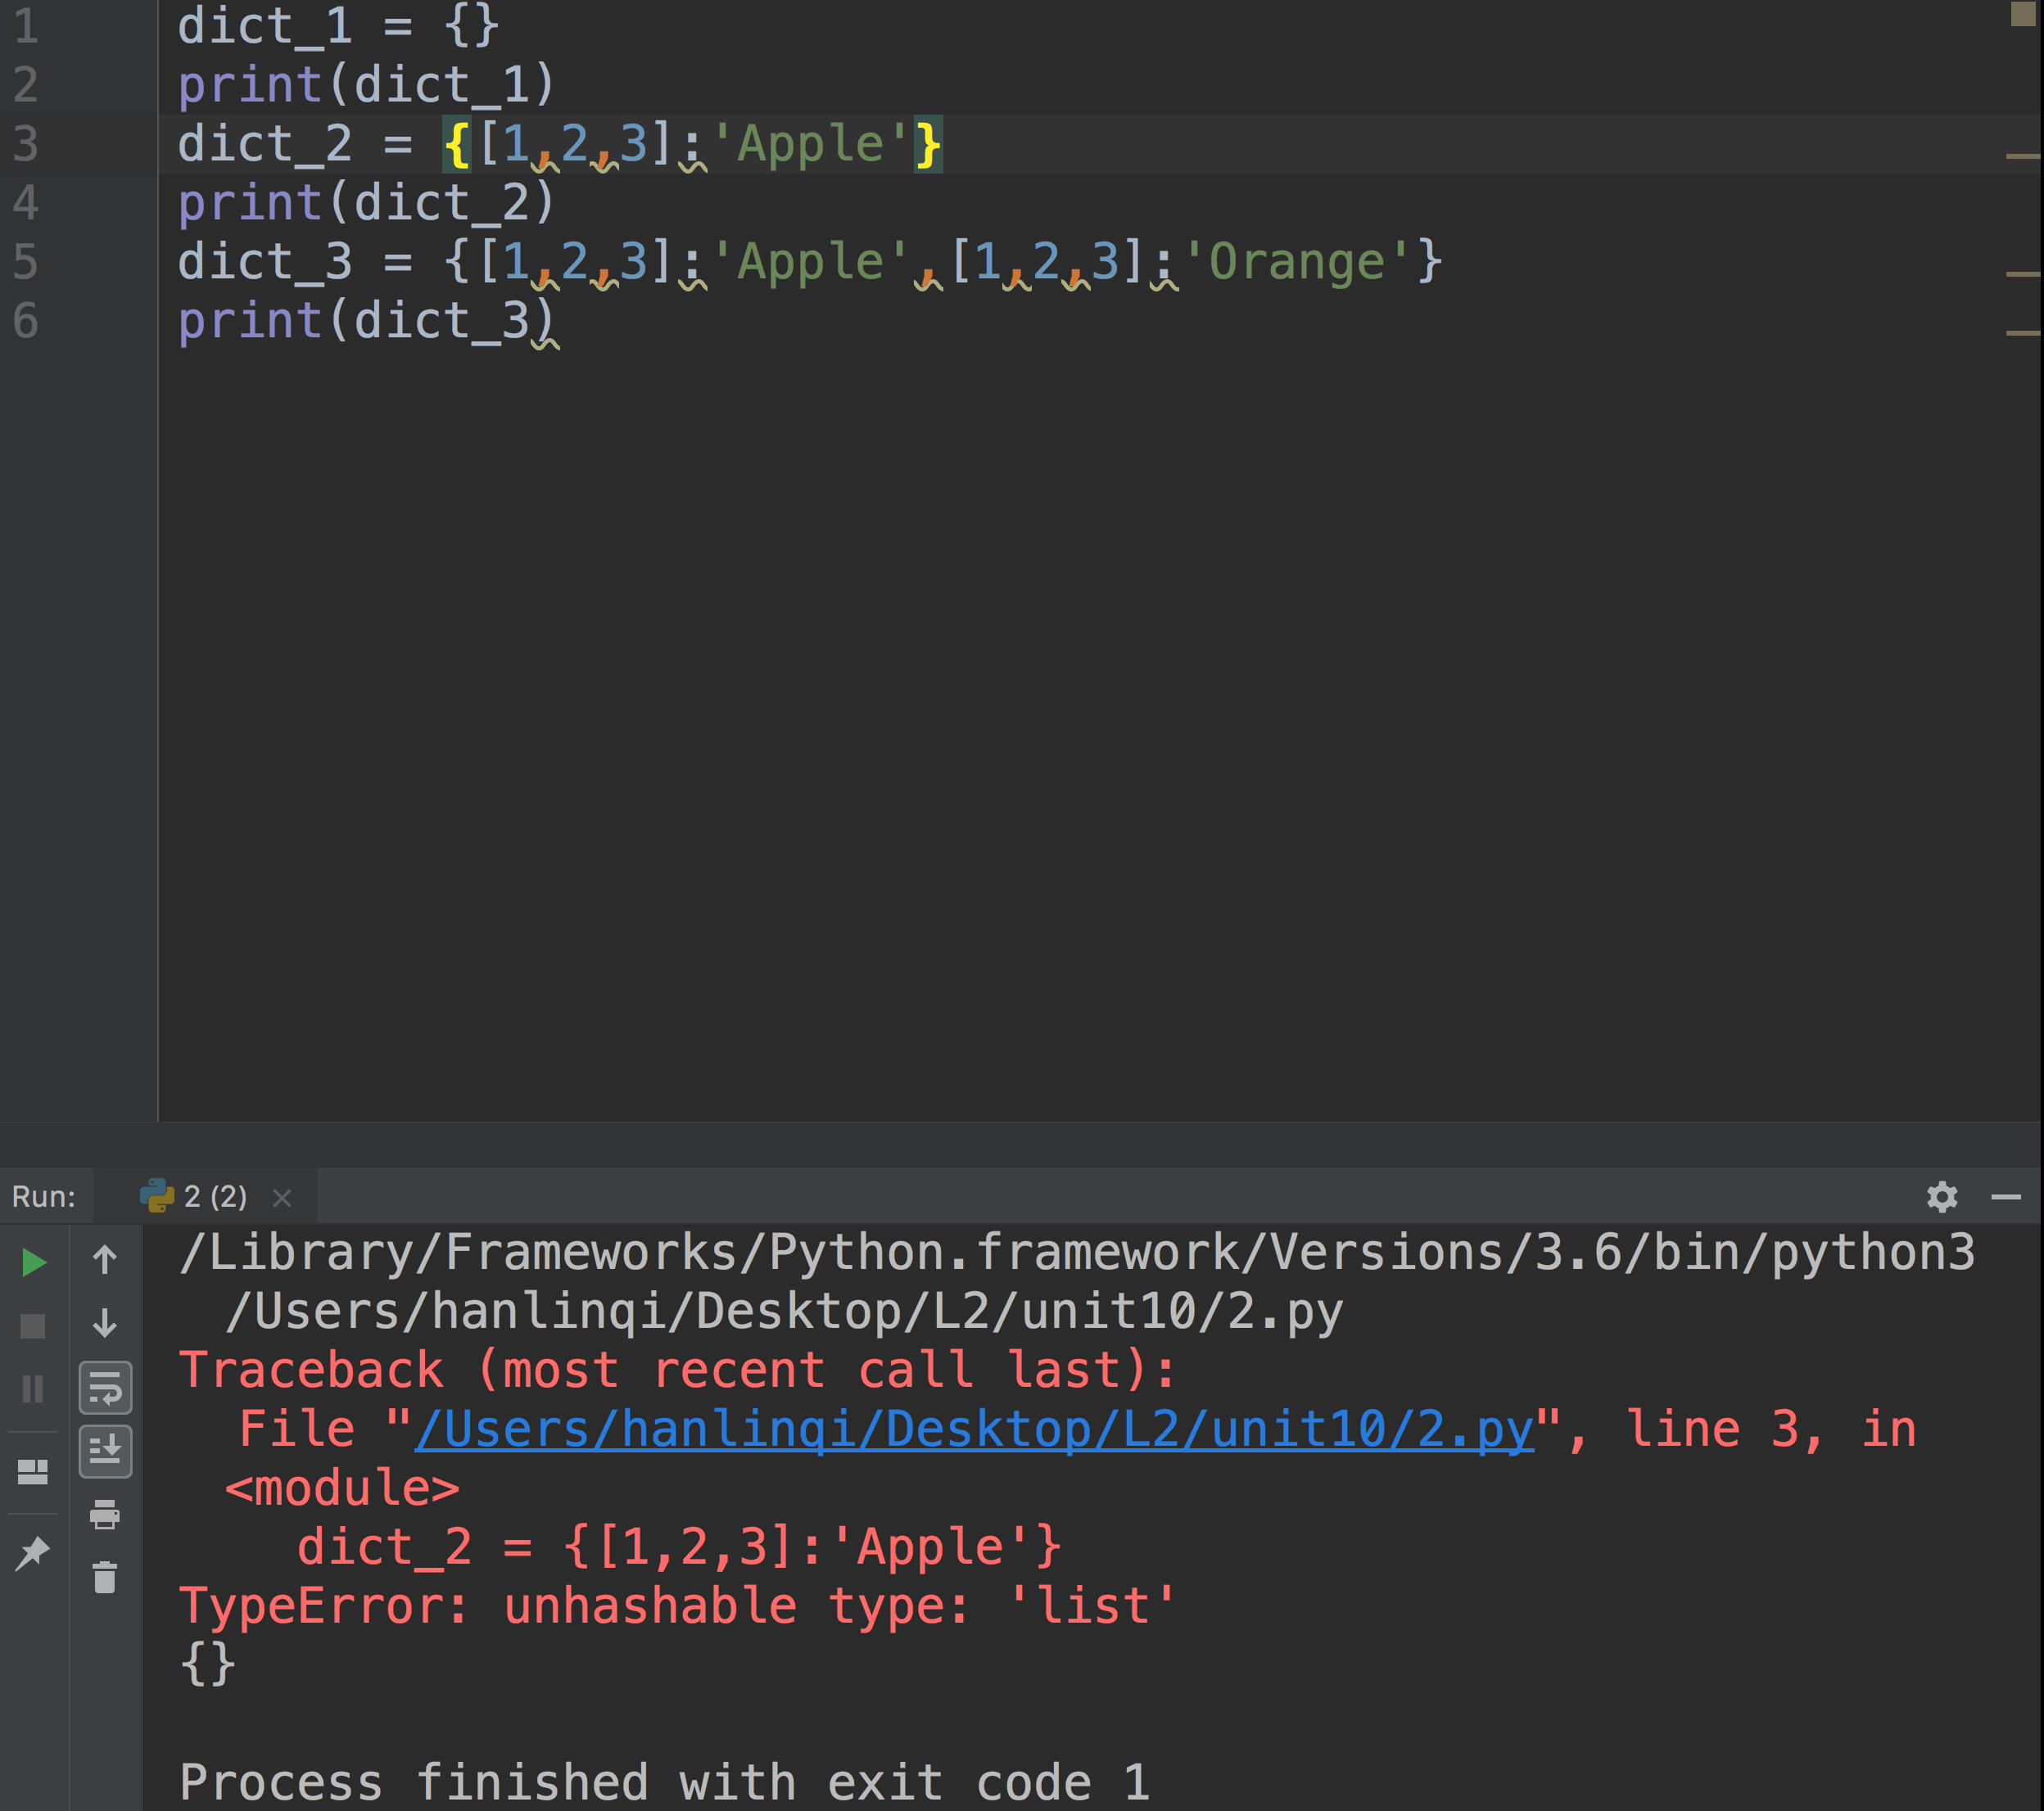 1 dict_1 = {}
2 print(dict_1)
3 dict_2 = {[1,2,3]:'Apple'}
4 print(dict_2)
5 dict_3 = {[1,2,3]:'Apple',[1,2,3]:'Orange'}
6 print(dict_3)
Run: 2 (2)
/Library/Frameworks/Python.framework/Versions/3.6/bin/python3
/Users/hanlinqi/Desktop/L2/unit10/2.py
Traceback (most recent call last):
File "/Users/hanlinqi/Desktop/L2/unit10/2.py", line 3, in
<module>
dict_2 = {[1,2,3]:'Apple'}
TypeError: unhashable type: 'list'
{}
Process finished with exit code 1